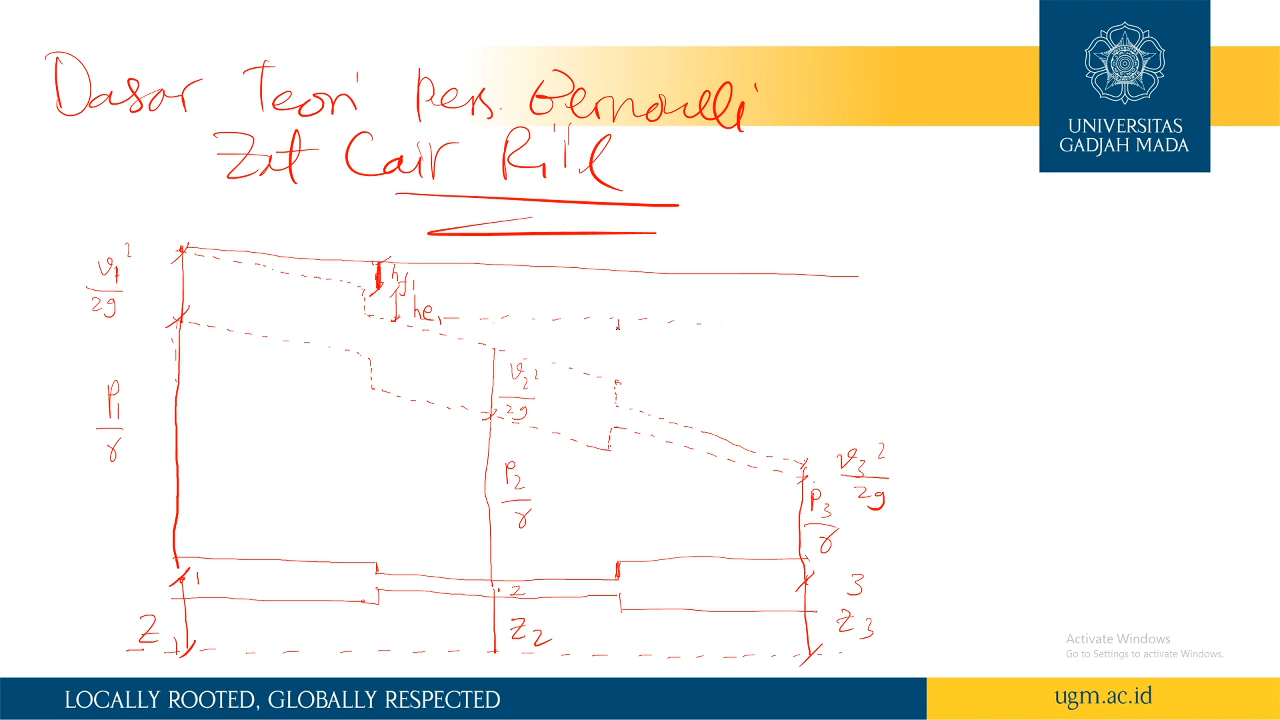 Dasar Teori Pers. Bernoulli
Zat Cair Riil
UNIVERSITAS
GADJAH MADA
v1²
2g
hf1
he1
P1
γ
v2²
2g
P2
γ
v3²
2g
P3
γ
1
2
3
Z1
Z2
Z3
Activate Windows
Go to Settings to activate Windows.
LOCALLY ROOTED, GLOBALLY RESPECTED
ugm.ac.id